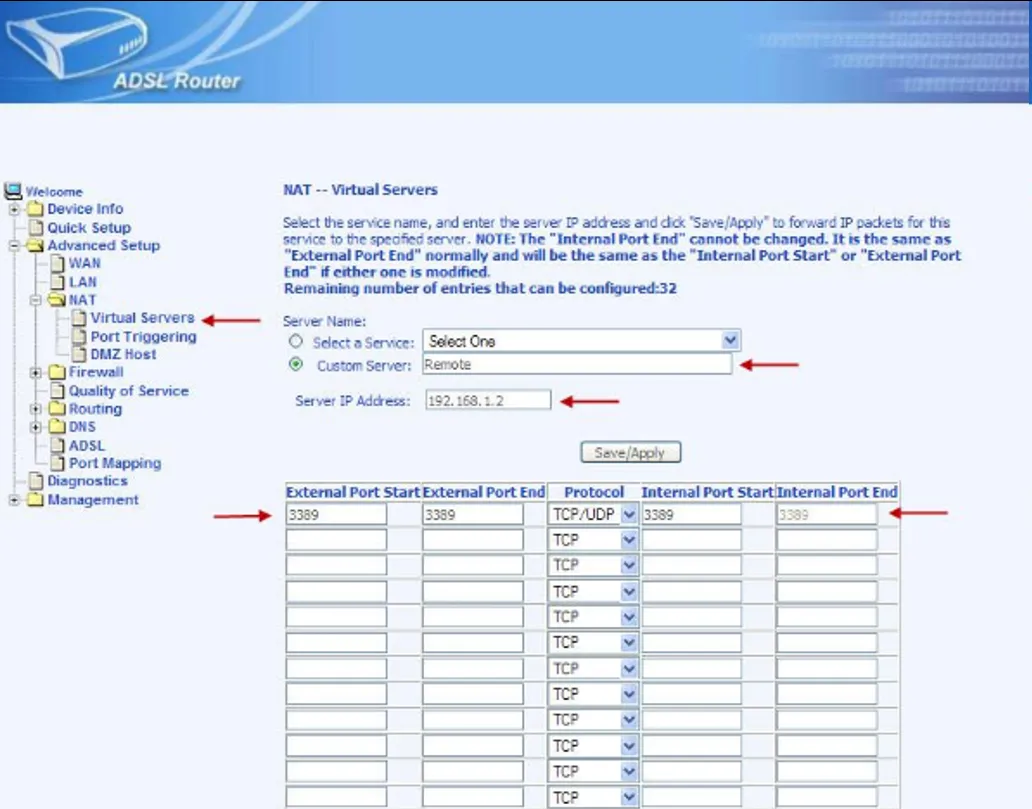 ADSL Router
Welcome
Device Info
Quick Setup
Advanced Setup
WAN
LAN
NAT
Virtual Servers
Port Triggering
DMZ Host
Firewall
Quality of Service
Routing
DNS
ADSL
Port Mapping
Diagnostics
Management
NAT -- Virtual Servers
Select the service name, and enter the server IP address and click "Save/Apply" to forward IP packets for this
service to the specified server. NOTE: The "Internal Port End" cannot be changed. It is the same as
"External Port End" normally and will be the same as the "Internal Port Start" or "External Port
End" if either one is modified.
Remaining number of entries that can be configured:32
Server Name:
Select a Service: Select One
Custom Server: Remote
Server IP Address: 192.168.1.2
Save/Apply
External Port Start External Port End Protocol Internal Port Start Internal Port End
3389 3389 TCP/UDP 3389 3389
TCP
TCP
TCP
TCP
TCP
TCP
TCP
TCP
TCP
TCP
TCP